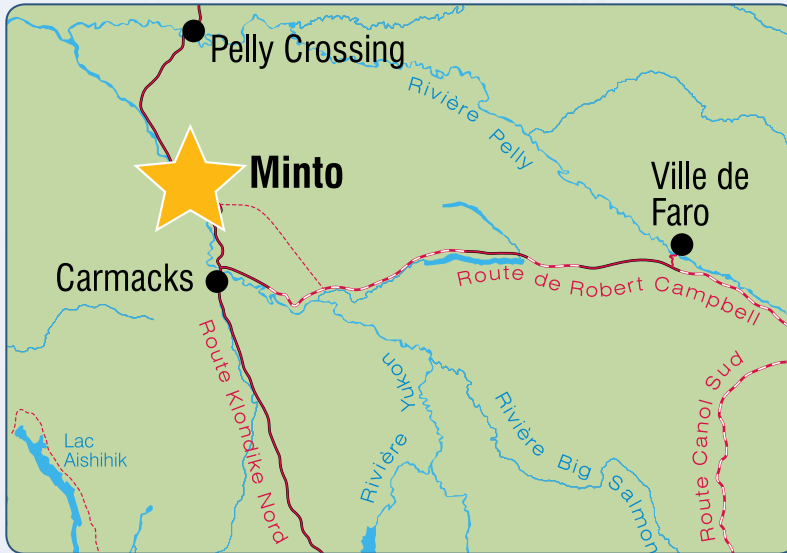 Pelly Crossing
Rivière Pelly
Minto
Ville de
Faro
Carmacks
Route de Robert Campbell
Route Klondike Nord
Rivière Yukon
Rivière Big Salmon
Route Canol Sud
Lac
Aishihik